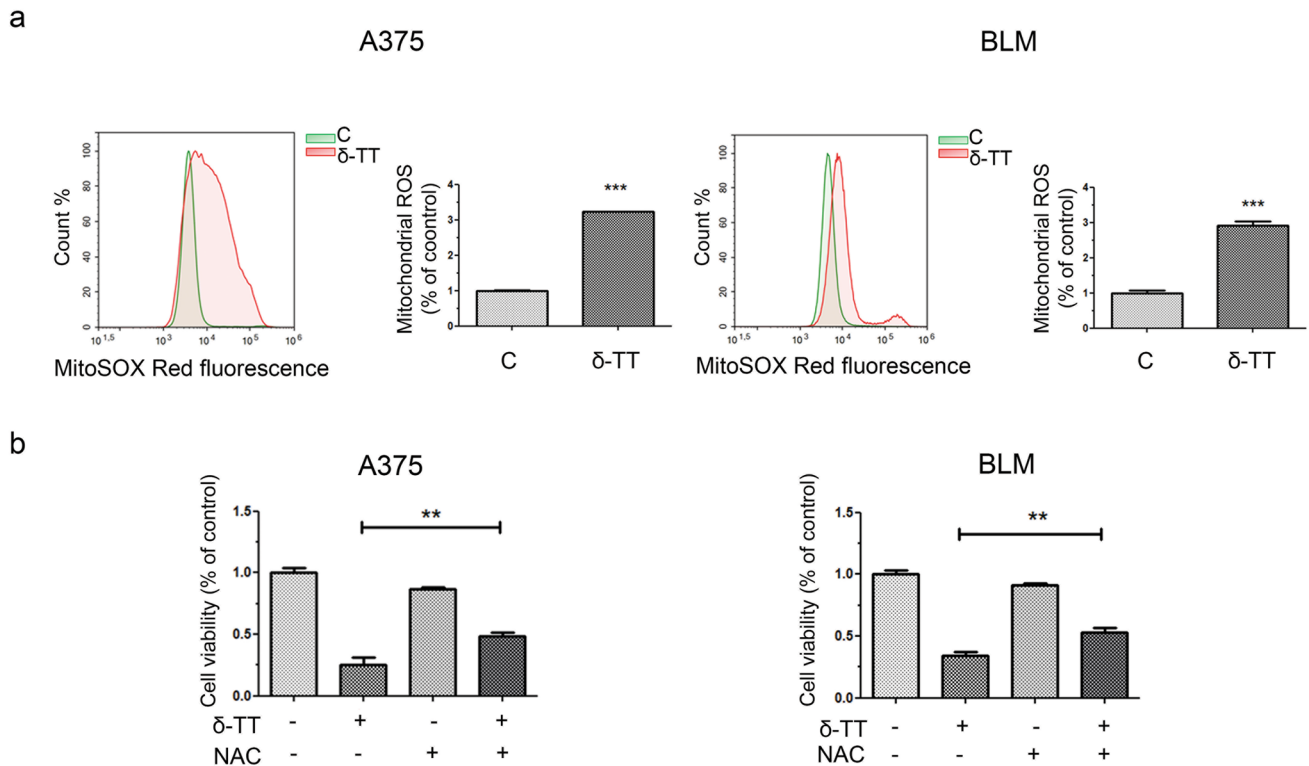 a
A375
BLM
C
δ-TT
100
80
60
40
20
0
Count %
10 1,5
10 3
10 4
10 5
10 6
MitoSOX Red fluorescence
Mitochondrial ROS
(% of coontrol)
4
3
2
1
0
***
C
δ-TT
C
δ-TT
100
80
60
40
20
0
Count %
10 1,5
10 3
10 4
10 5
10 6
MitoSOX Red fluorescence
Mitochondrial ROS
(% of control)
4
3
2
1
0
***
C
δ-TT
b
A375
BLM
Cell viability (% of control)
1.5
1.0
0.5
0.0
**
δ-TT - + - +
NAC - - + +
Cell viability (% of control)
1.5
1.0
0.5
0.0
**
δ-TT - + - +
NAC - - + +